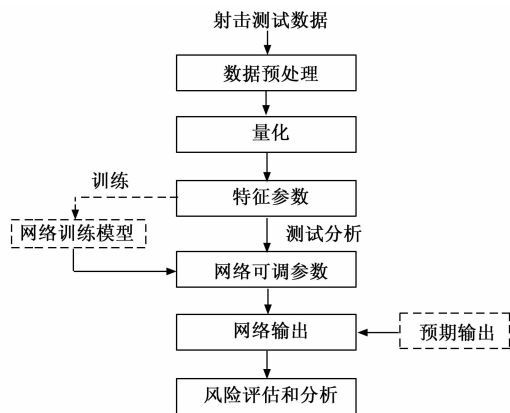 射击测试数据
数据预处理
量化
训练
特征参数
网络训练模型
测试分析
网络可调参数
网络输出
预期输出
风险评估和分析